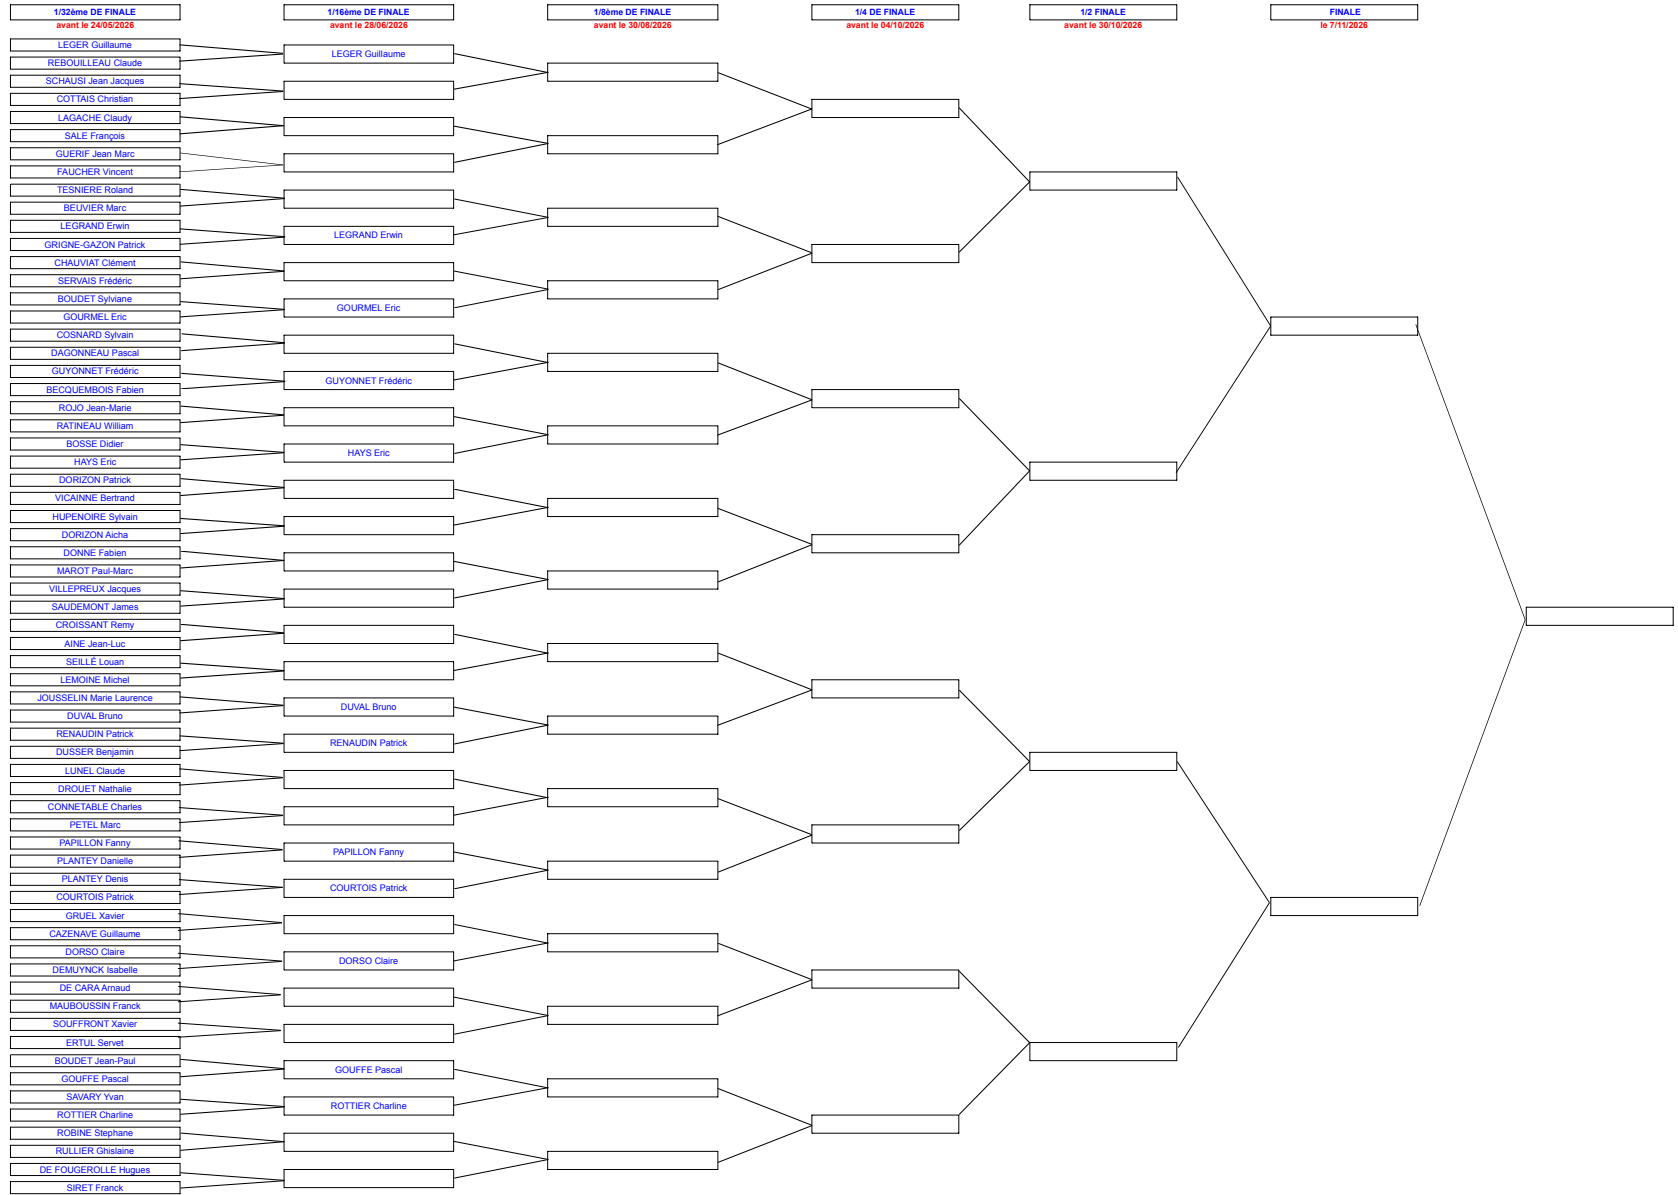 1/32ème DE FINALE
1/16ème DE FINALE
1/8ème DE FINALE
1/4 DE FINALE
1/2 FINALE
FINALE
avant le 24/05/2026
avant le 28/06/2026
avant le 30/08/2026
avant le 04/10/2026
avant le 30/10/2026
le 7/11/2026
LEGER Guillaume
REBOUILLEAU Claude
SCHAUSI Jean Jacques
COTTAIS Christian
LAGACHE Claudy
SALE François
GUERIF Jean Marc
FAUCHER Vincent
TESNIERE Roland
BEUVIER Marc
LEGRAND Erwin
GRIGNE-GAZON Patrick
CHAUVIAT Clément
SERVAIS Frédéric
BOUDET Sylviane
GOURMEL Eric
COSNARD Sylvain
DAGONNEAU Pascal
GUYONNET Frédéric
BECQUEMBOIS Fabien
ROJO Jean-Marie
RATINEAU William
BOSSE Didier
HAYS Eric
DORIZON Patrick
VICAINNE Bertrand
HUPENOIRE Sylvain
DORIZON Aicha
DONNE Fabien
MAROT Paul-Marc
VILLEPREUX Jacques
SAUDEMONT James
CROISSANT Remy
AINE Jean-Luc
SEILLÉ Louan
LEMOINE Michel
JOUSSELIN Marie Laurence
DUVAL Bruno
RENAUDIN Patrick
DUSSER Benjamin
LUNEL Claude
DROUET Nathalie
CONNETABLE Charles
PETEL Marc
PAPILLON Fanny
PLANTEY Danielle
PLANTEY Denis
COURTOIS Patrick
GRUEL Xavier
CAZENAVE Guillaume
DORSO Claire
DEMUYNCK Isabelle
DE CARA Arnaud
MAUBOUSSIN Franck
SOUFFRONT Xavier
ERTUL Servet
BOUDET Jean-Paul
GOUFFE Pascal
SAVARY Yvan
ROTTIER Charline
ROBINE Stephane
RULLIER Ghislaine
DE FOUGEROLLE Hugues
SIRET Franck
LEGER Guillaume
LEGRAND Erwin
GOURMEL Eric
GUYONNET Frédéric
HAYS Eric
DUVAL Bruno
RENAUDIN Patrick
PAPILLON Fanny
COURTOIS Patrick
DORSO Claire
GOUFFE Pascal
ROTTIER Charline